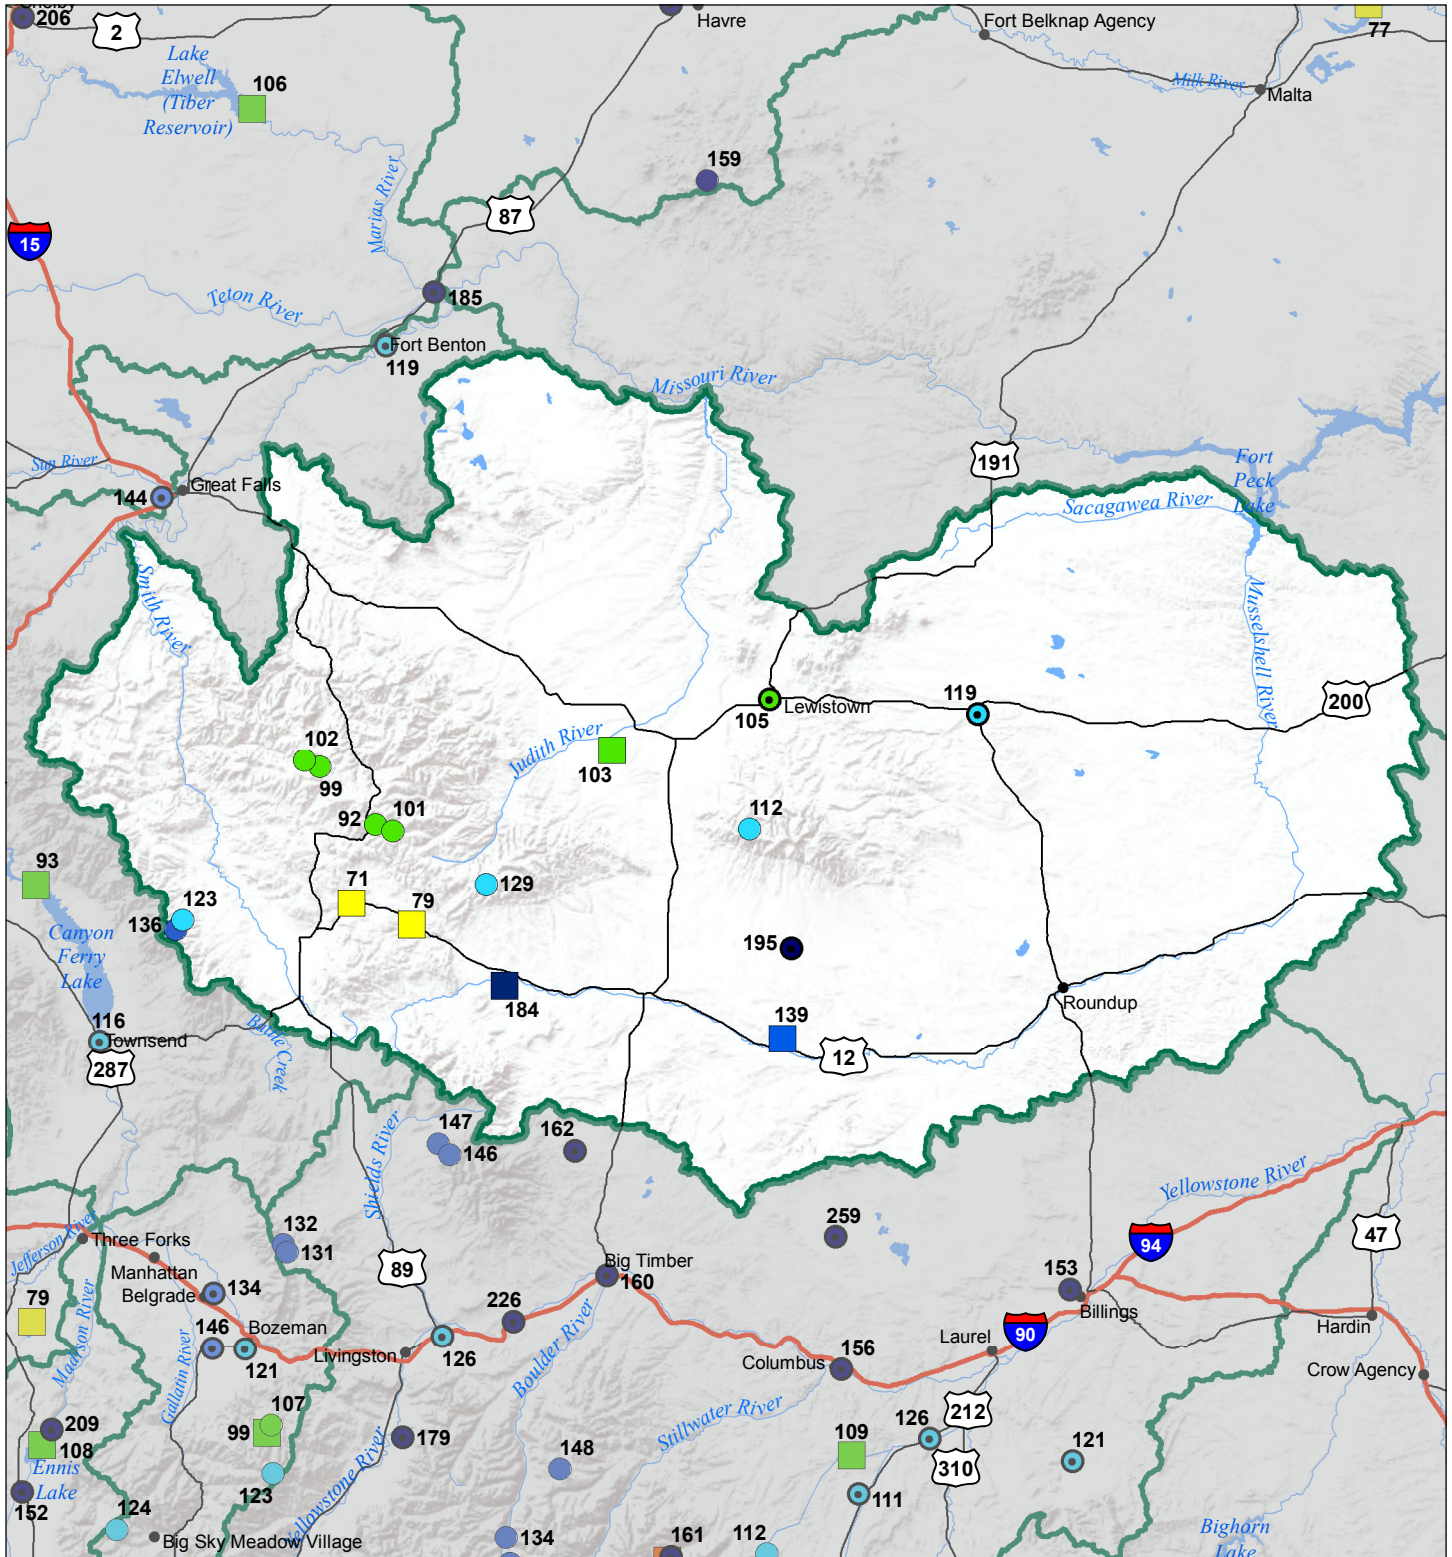 Shelby
206
2
Havre
Fort Belknap Agency
77
Lake
Elwell
(Tiber
Reservoir)
106
Milk River
Malta
159
Marias River
87
15
Teton River
185
Fort Benton
119
Missouri River
191
Fort
Peck
Lake
Sun River
Great Falls
144
Sacagawea River
Smith River
Musselshell River
200
119
105
Lewistown
Judith River
103
102
99
92
101
112
93
71
79
129
123
136
Canyon
Ferry
Lake
195
184
Roundup
116
Townsend
287
Battle Creek
139
12
147
146
162
Shields River
Yellowstone River
259
132
131
Jefferson River
Three Forks
89
94
47
Manhattan
Belgrade
134
Big Timber
160
153
Billings
79
Madison River
226
Bozeman
146
121
Livingston
126
Boulder River
Laurel
90
Hardin
Gallatin River
Columbus
156
Crow Agency
107
99
209
108
Ennis
Lake
179
Stillwater River
148
109
126
212
310
121
123
152
124
Yellowstone River
111
Big Sky Meadow Village
134
161
112
Bighorn
Lake